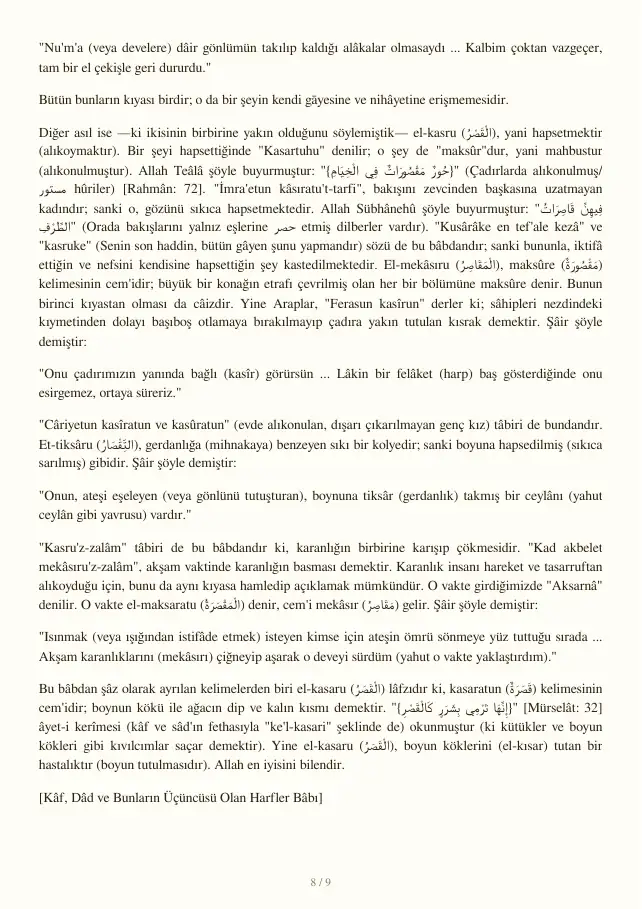 "Nu'm'a (veya develere) dâir gönlümün takılıp kaldığı alâkalar olmasaydı ... Kalbim çoktan vazgeçer,
tam bir el çekişle geri dururdu."
Bütün bunların kıyası birdir; o da bir şeyin kendi gāyesine ve nihâyetine erişmemesidir.
Diğer asıl ise —ki ikisinin birbirine yakın olduğunu söylemiştik— el-kasru (الْقَصْرُ), yani hapsetmektir
(alıkoymaktır). Bir şeyi hapsettiğinde "Kasartuhu" denilir; o şey de "maksûr"dur, yani mahbustur
(alıkonulmuştur). Allah Teâlâ şöyle buyurmuştur: "{حُورٌ مَقْصُورَاتٌ فِي الْخِيَامِ}" (Çadırlarda alıkonulmuş/
مستور hûriler) [Rahmân: 72]. "İmra'etun kâsıratu't-tarfi", bakışını zevcinden başkasına uzatmayan
kadındır; sanki o, gözünü sıkıca hapsetmektedir. Allah Sübhânehû şöyle buyurmuştur: "فِيهِنَّ قَاصِرَاتُ
الطَّرْفِ" (Orada bakışlarını yalnız eşlerine حصر etmiş dilberler vardır). "Kusârâke en tef'ale kezâ" ve
"kasruke" (Senin son haddin, bütün gâyen şunu yapmandır) sözü de bu bâbdandır; sanki bununla, iktifâ
ettiğin ve nefsini kendisine hapsettiğin şey kastedilmektedir. El-mekâsıru (الْمَقَاصِرُ), maksûre (مَقْصُورَةٌ)
kelimesinin cem'idir; büyük bir konağın etrafı çevrilmiş olan her bir bölümüne maksûre denir. Bunun
birinci kıyastan olması da câizdir. Yine Araplar, "Ferasun kasîrun" derler ki; sâhipleri nezdindeki
kıymetinden dolayı başıboş otlamaya bırakılmayıp çadıra yakın tutulan kısrak demektir. Şâir şöyle
demiştir:
"Onu çadırımızın yanında bağlı (kasîr) görürsün ... Lâkin bir felâket (harp) baş gösterdiğinde onu
esirgemez, ortaya süreriz."
"Câriyetun kasîratun ve kasûratun" (evde alıkonulan, dışarı çıkarılmayan genç kız) tâbiri de bundandır.
Et-tiksâru (التِّقْصَارُ), gerdanlığa (mihnakaya) benzeyen sıkı bir kolyedir; sanki boyuna hapsedilmiş (sıkıca
sarılmış) gibidir. Şâir şöyle demiştir:
"Onun, ateşi eşeleyen (veya gönlünü tutuşturan), boynuna tiksâr (gerdanlık) takmış bir ceylânı (yahut
ceylân gibi yavrusu) vardır."
"Kasru'z-zalâm" tâbiri de bu bâbdandır ki, karanlığın birbirine karışıp çökmesidir. "Kad akbelet
mekâsıru'z-zalâm", akşam vaktinde karanlığın basması demektir. Karanlık insanı hareket ve tasarruftan
alıkoyduğu için, bunu da aynı kıyasa hamledip açıklamak mümkündür. O vakte girdiğimizde "Aksarnâ"
denilir. O vakte el-maksaratu (الْمَقْصَرَةُ) denir, cem'i mekâsır (مَقَاصِرُ) gelir. Şâir şöyle demiştir:
"Isınmak (veya ışığından istifâde etmek) isteyen kimse için ateşin ömrü sönmeye yüz tuttuğu sırada ...
Akşam karanlıklarını (mekâsırı) çiğneyip aşarak o deveyi sürdüm (yahut o vakte yaklaştırdım)."
Bu bâbdan şâz olarak ayrılan kelimelerden biri el-kasaru (الْقَصَرُ) lâfzıdır ki, kasaratun (قَصَرَةٌ) kelimesinin
cem'idir; boynun kökü ile ağacın dip ve kalın kısmı demektir. "{إِنَّهَا تَرْمِي بِشَرَرٍ كَالْقَصْرِ}" [Mürselât: 32]
âyet-i kerîmesi (kâf ve sâd'ın fethasıyla "ke'l-kasari" şeklinde de) okunmuştur (ki kütükler ve boyun
kökleri gibi kıvılcımlar saçar demektir). Yine el-kasaru (الْقَصَرُ), boyun köklerini (el-kısar) tutan bir
hastalıktır (boyun tutulmasıdır). Allah en iyisini bilendir.
[Kâf, Dâd ve Bunların Üçüncüsü Olan Harfler Bâbı]
8 / 9